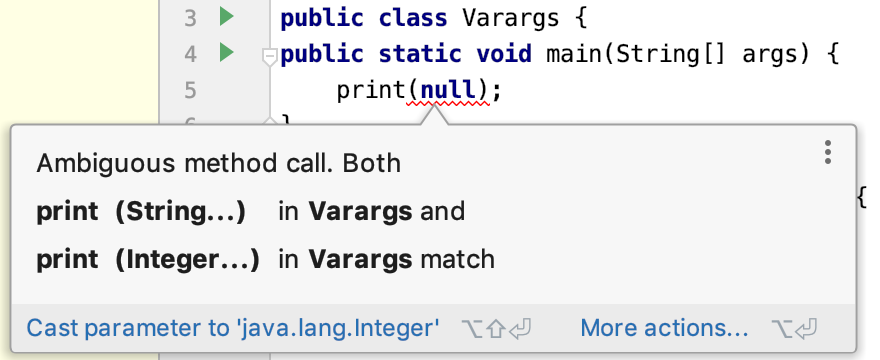 3 public class Varargs {
4 public static void main(String[] args) {
5 print(null);
}
Ambiguous method call. Both
print (String...) in Varargs and
{
print (Integer...) in Varargs match
Cast parameter to 'java.lang.Integer' ⌥⇧⏎ More actions... ⌥⏎